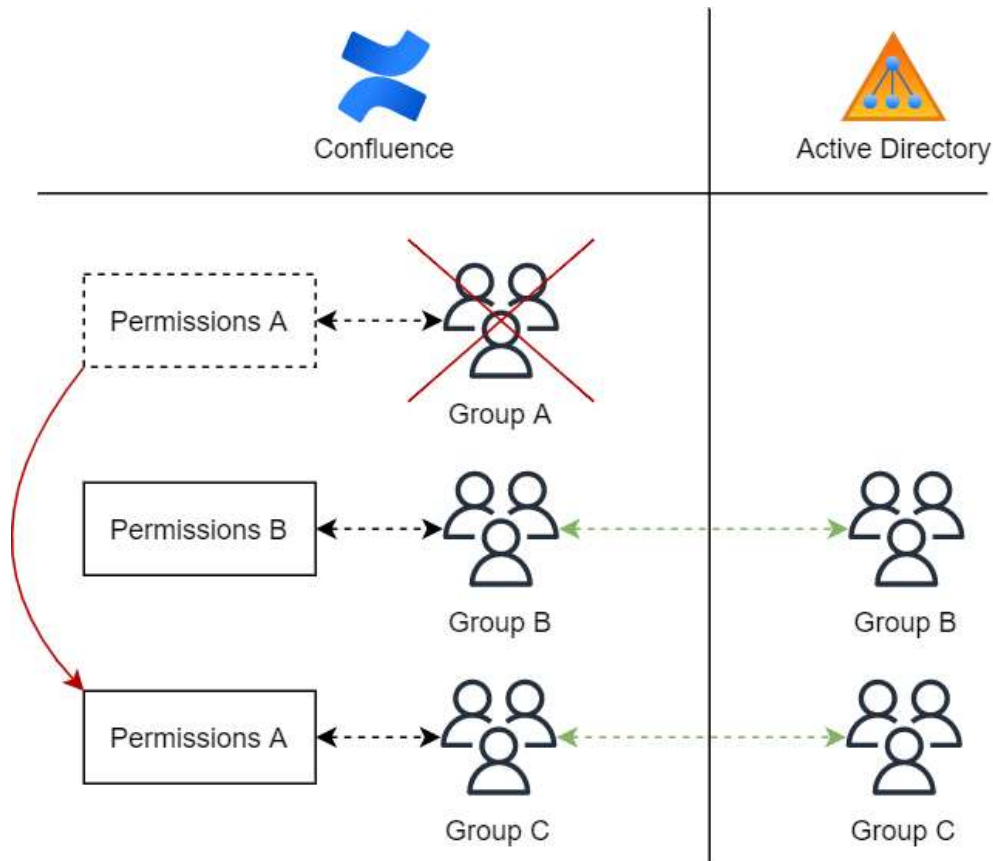 Confluence
Active Directory
Permissions A
Group A
Permissions B
Group B
Group B
Permissions A
Group C
Group C